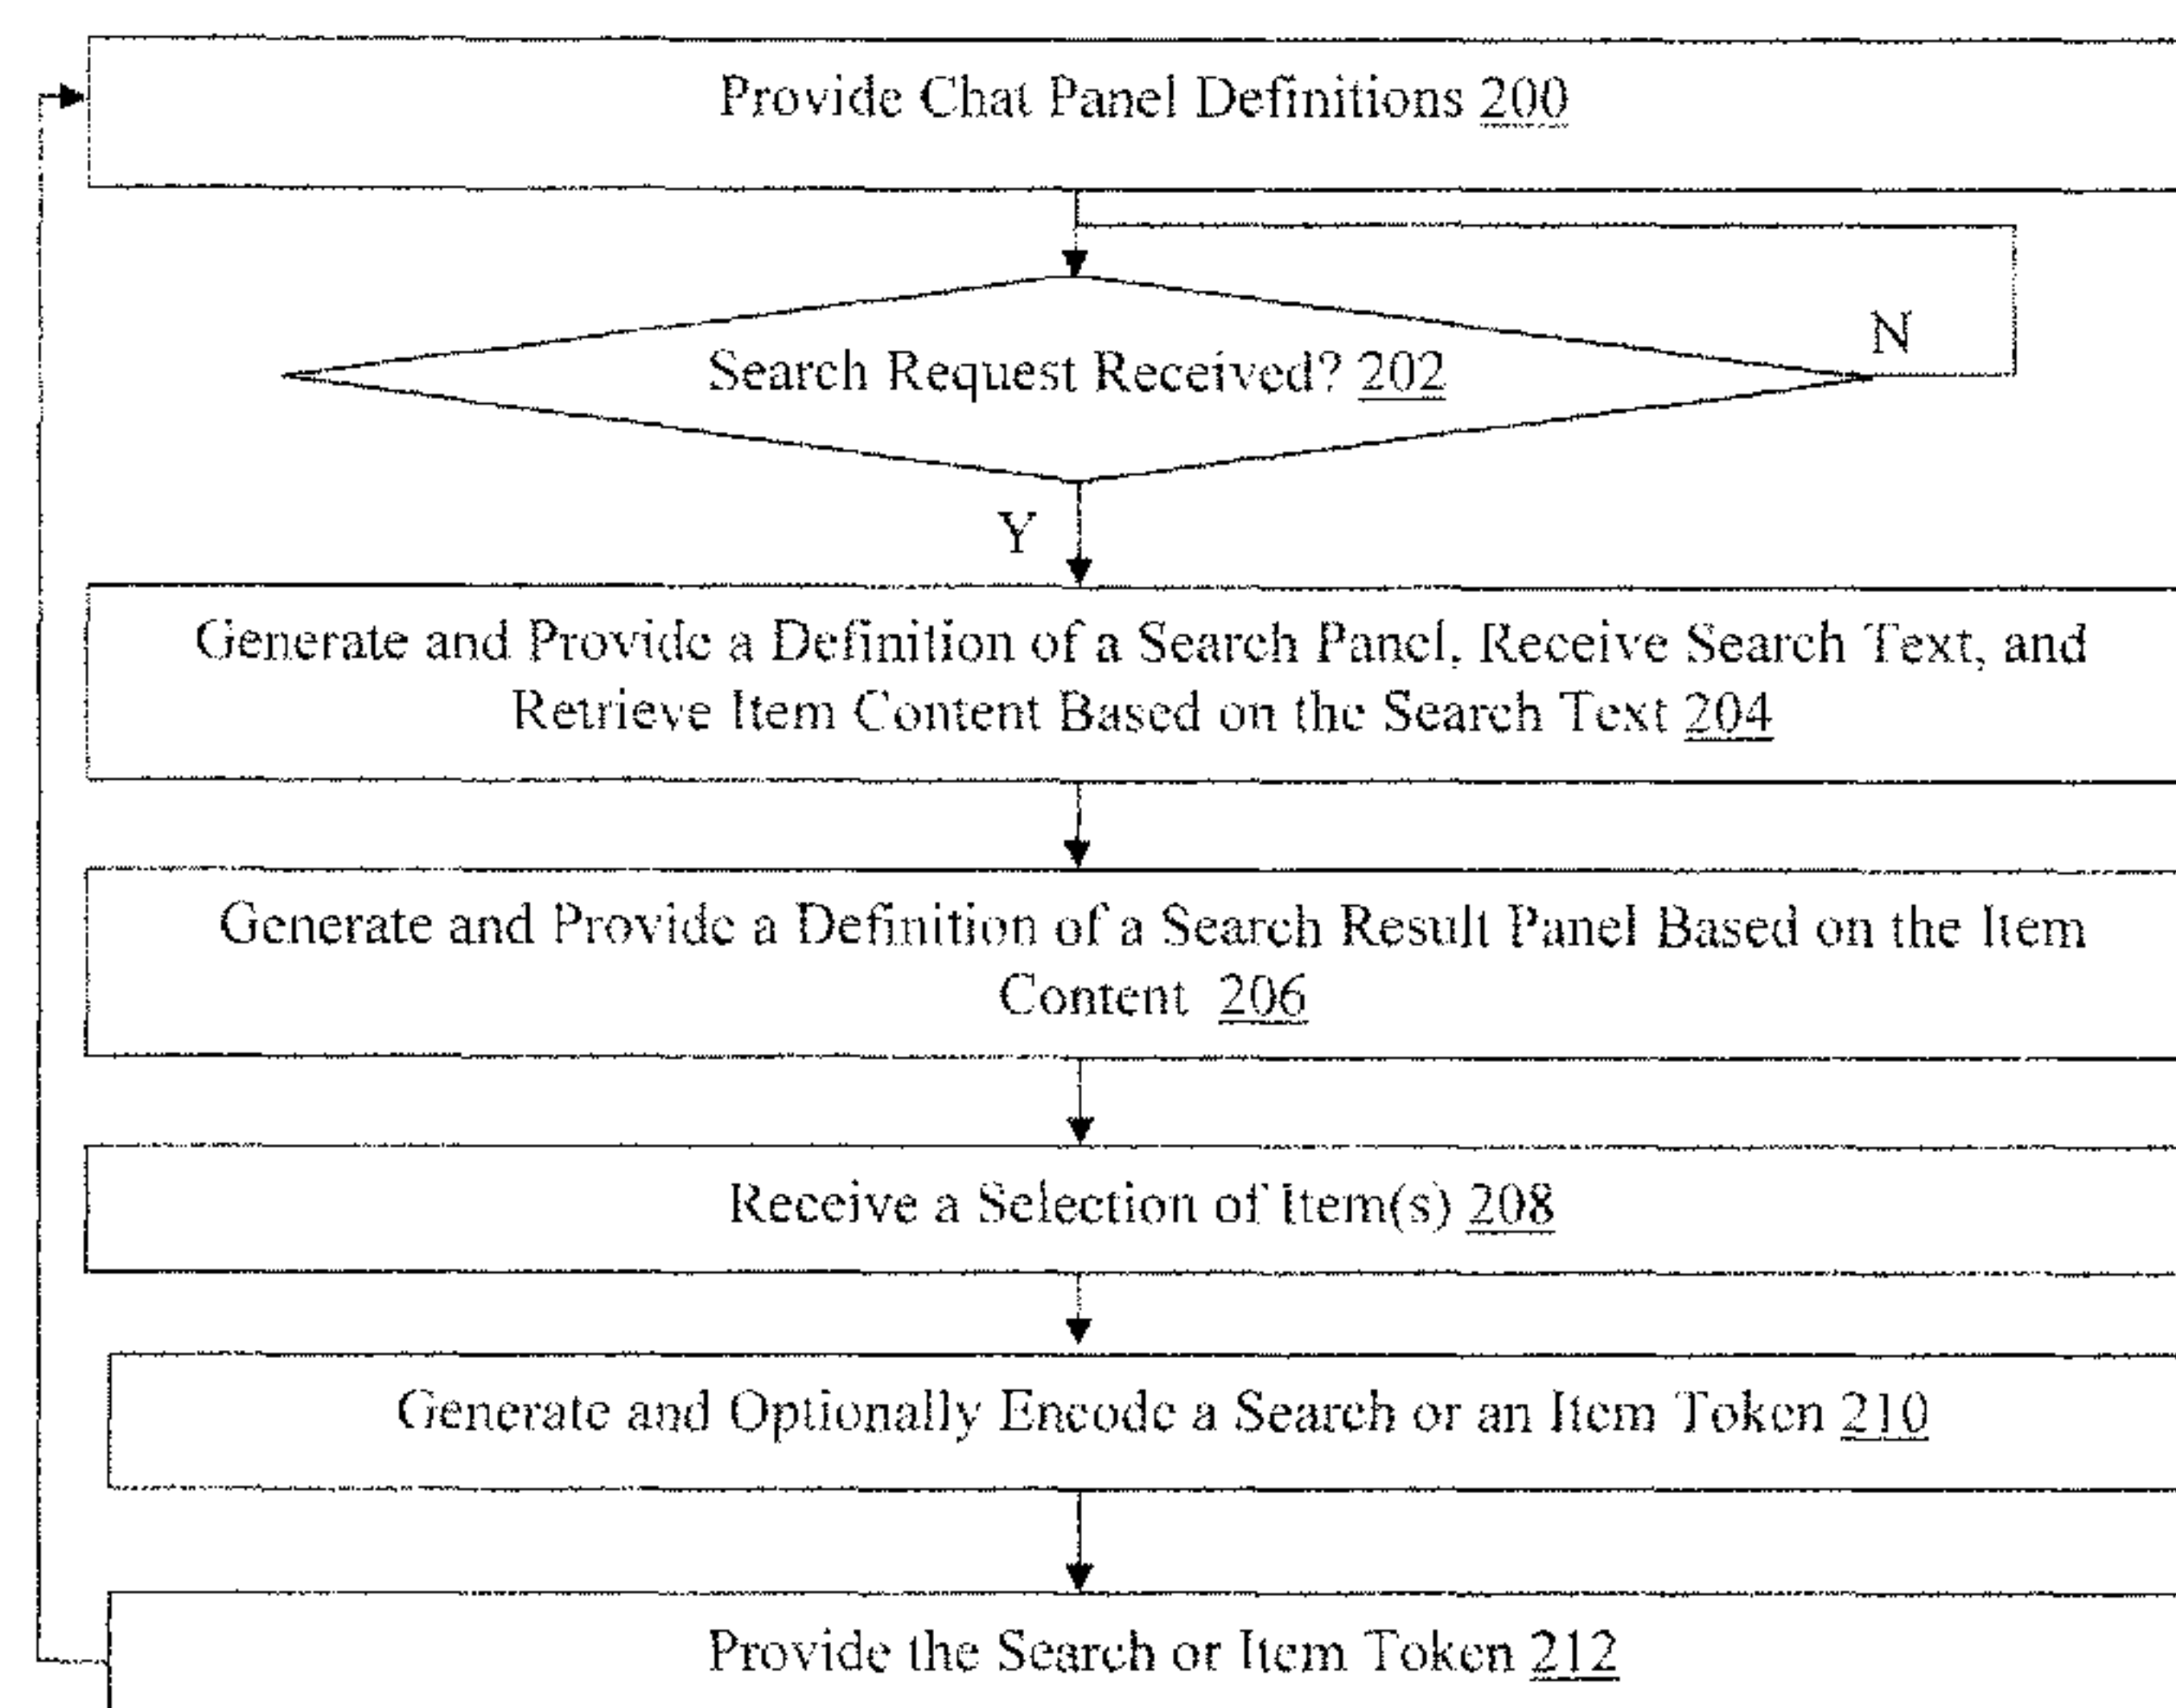 Provide Chat Panel Definitions 200
N
Search Request Received? 202
Y
Generate and Provide a Definition of a Search Panel, Receive Search Text, and
Retrieve Item Content Based on the Search Text 204
Generate and Provide a Definition of a Search Result Panel Based on the Item
Content 206
Receive a Selection of Item(s) 208
Generate and Optionally Encode a Search or an Item Token 210
Provide the Search or Item Token 212